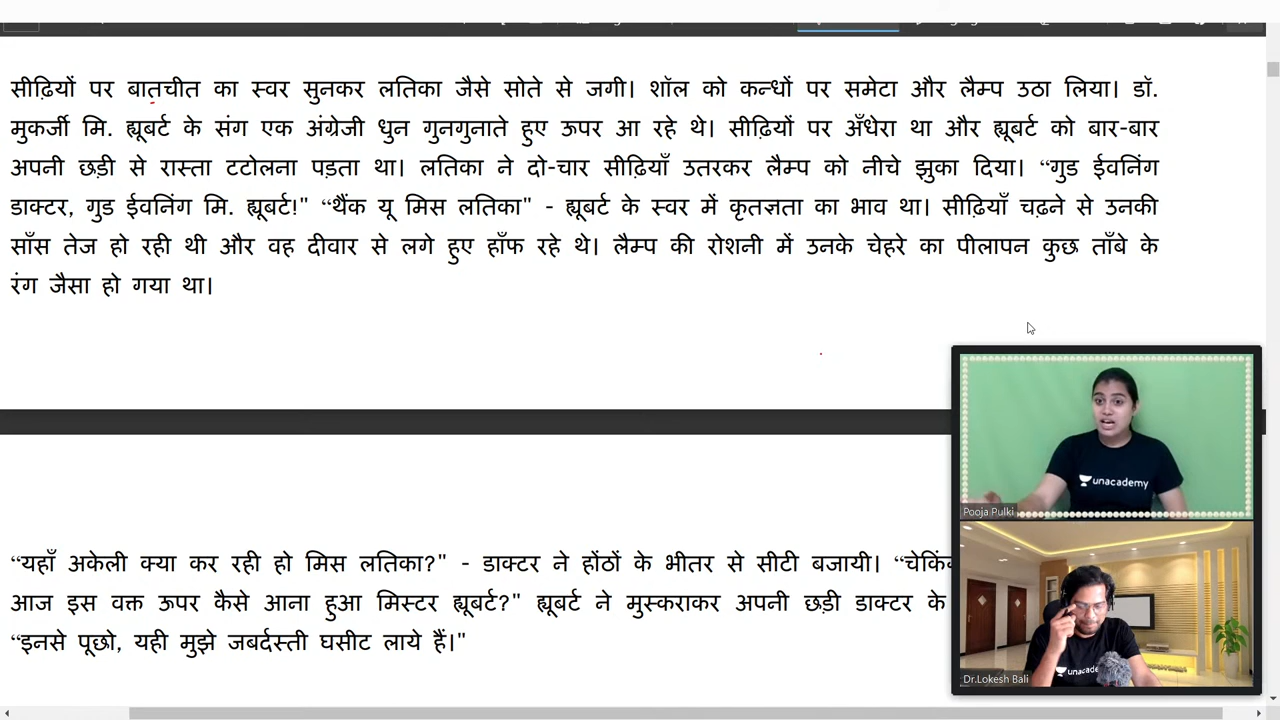 सीढ़ियों पर बातचीत का स्वर सुनकर लतिका जैसे सोते से जगी। शॉल को कन्धों पर समेटा और लैम्प उठा लिया। डॉ.
मुकर्जी मि. ह्यूबर्ट के संग एक अंग्रेजी धुन गुनगुनाते हुए ऊपर आ रहे थे। सीढ़ियों पर अँधेरा था और ह्यूबर्ट को बार-बार
अपनी छड़ी से रास्ता टटोलना पड़ता था। लतिका ने दो-चार सीढ़ियाँ उतरकर लैम्प को नीचे झुका दिया। “गुड ईवनिंग
डाक्टर, गुड ईवनिंग मि. ह्यूबर्ट!" “थैंक यू मिस लतिका" - ह्यूबर्ट के स्वर में कृतज्ञता का भाव था। सीढ़ियाँ चढ़ने से उनकी
साँस तेज हो रही थी और वह दीवार से लगे हुए हाँफ रहे थे। लैम्प की रोशनी में उनके चेहरे का पीलापन कुछ ताँबे के
रंग जैसा हो गया था।
“यहाँ अकेली क्या कर रही हो मिस लतिका?" - डाक्टर ने होंठों के भीतर से सीटी बजायी।
आज इस वक्त ऊपर कैसे आना हुआ मिस्टर ह्यूबर्ट?" ह्यूबर्ट ने मुस्कराकर अपनी छड़ी डाक्टर के
“इनसे पूछो, यही मुझे जबर्दस्ती घसीट लाये हैं।"
unacademy
Pooja Pulki
Dr.Lokesh Bali